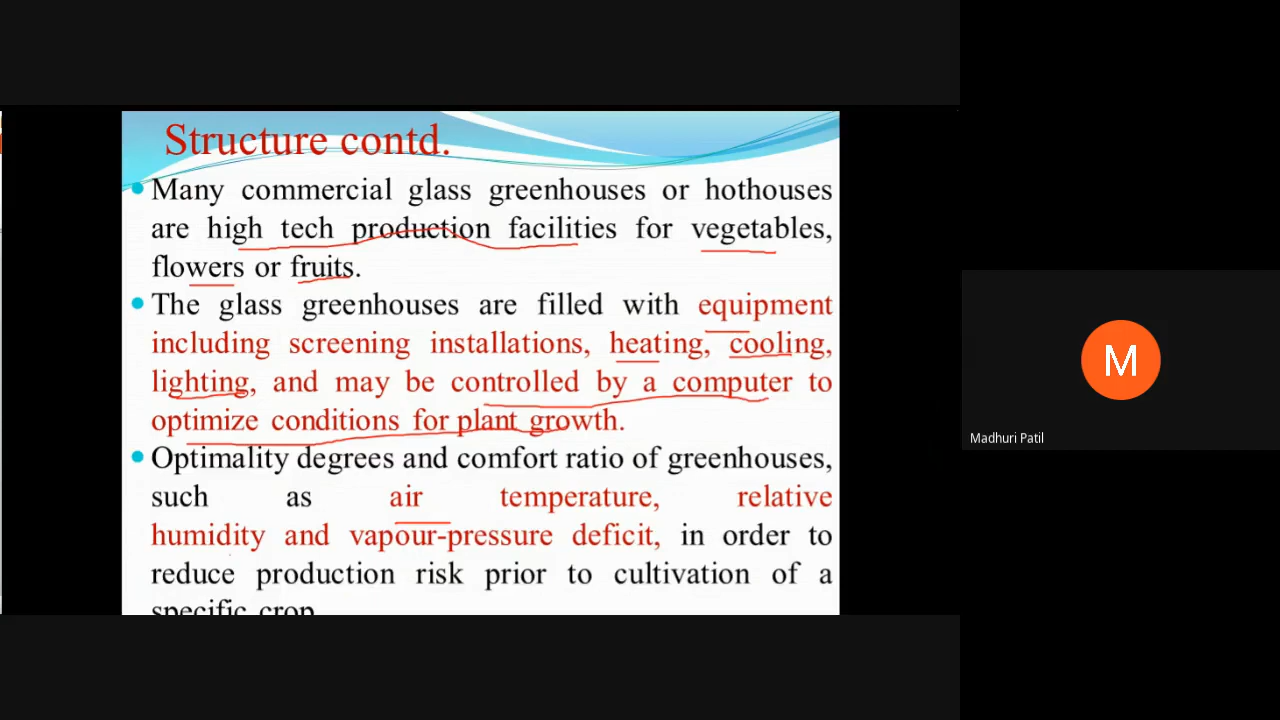 Structure contd.
Many commercial glass greenhouses or hothouses
are high tech production facilities for vegetables,
flowers or fruits.
The glass greenhouses are filled with equipment
including screening installations, heating, cooling,
lighting, and may be controlled by a computer to
optimize conditions for plant growth.
Optimality degrees and comfort ratio of greenhouses,
such as air temperature, relative
humidity and vapour-pressure deficit, in order to
reduce production risk prior to cultivation of a
specific crop
M
Madhuri Patil